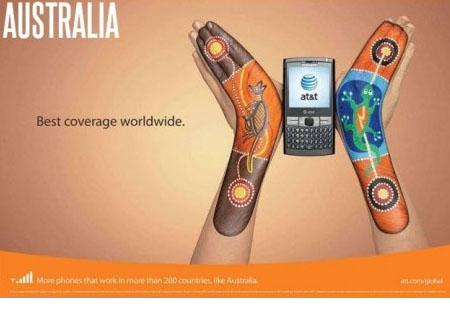 AUSTRALIA
at&t
Best coverage worldwide.
More phones that work in more than 200 countries, like Australia.
att.com/global